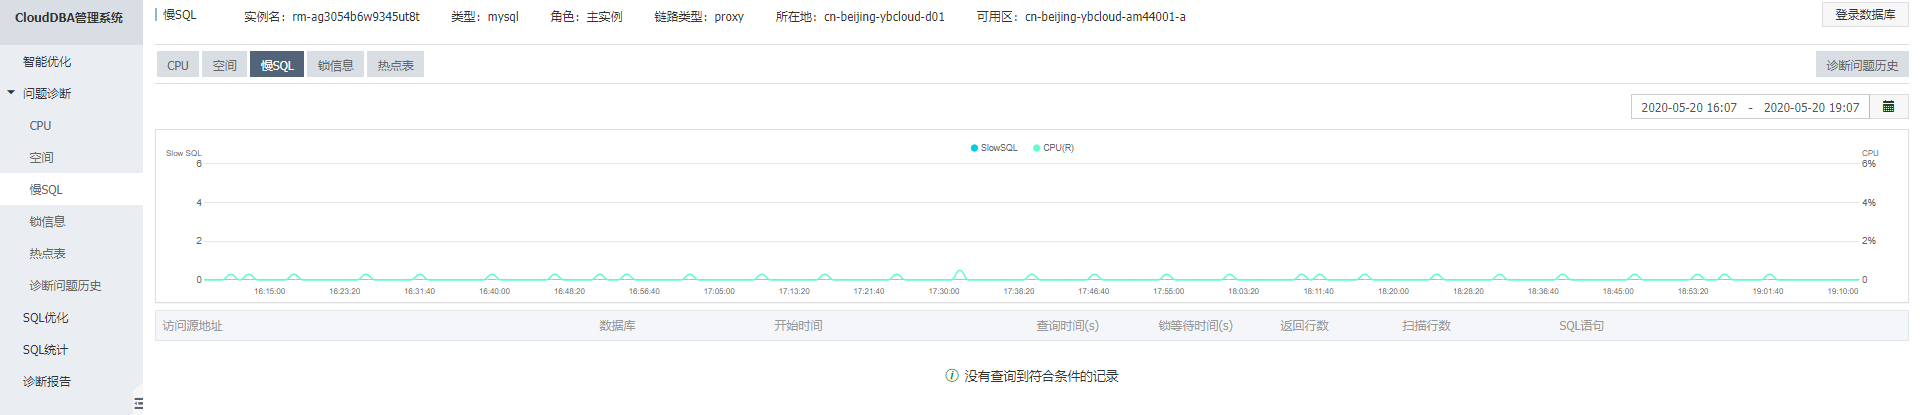 CloudDBA管理系统
智能优化
问题诊断
CPU
空间
慢SQL
锁信息
热点表
诊断问题历史
SQL优化
SQL统计
诊断报告
慢SQL 实例名：rm-ag3054b6w9345ut8t 类型：mysql 角色：主实例 链路类型：proxy 所在地：cn-beijing-ybcloud-d01 可用区：cn-beijing-ybcloud-am44001-a 登录数据库
CPU 空间 慢SQL 锁信息 热点表 诊断问题历史
2020-05-20 16:07 - 2020-05-20 19:07
SlowSQL CPU(R)
Slow SQL CPU
6 6%
4 4%
2 2%
0 0
16:15:00 16:23:20 16:31:40 16:40:00 16:48:20 16:56:40 17:05:00 17:13:20 17:21:40 17:30:00 17:38:20 17:46:40 17:55:00 18:03:20 18:11:40 18:20:00 18:28:20 18:36:40 18:45:00 18:53:20 19:01:40 19:10:00
访问源地址 数据库 开始时间 查询时间(s) 锁等待时间(s) 返回行数 扫描行数 SQL语句
没有查询到符合条件的记录